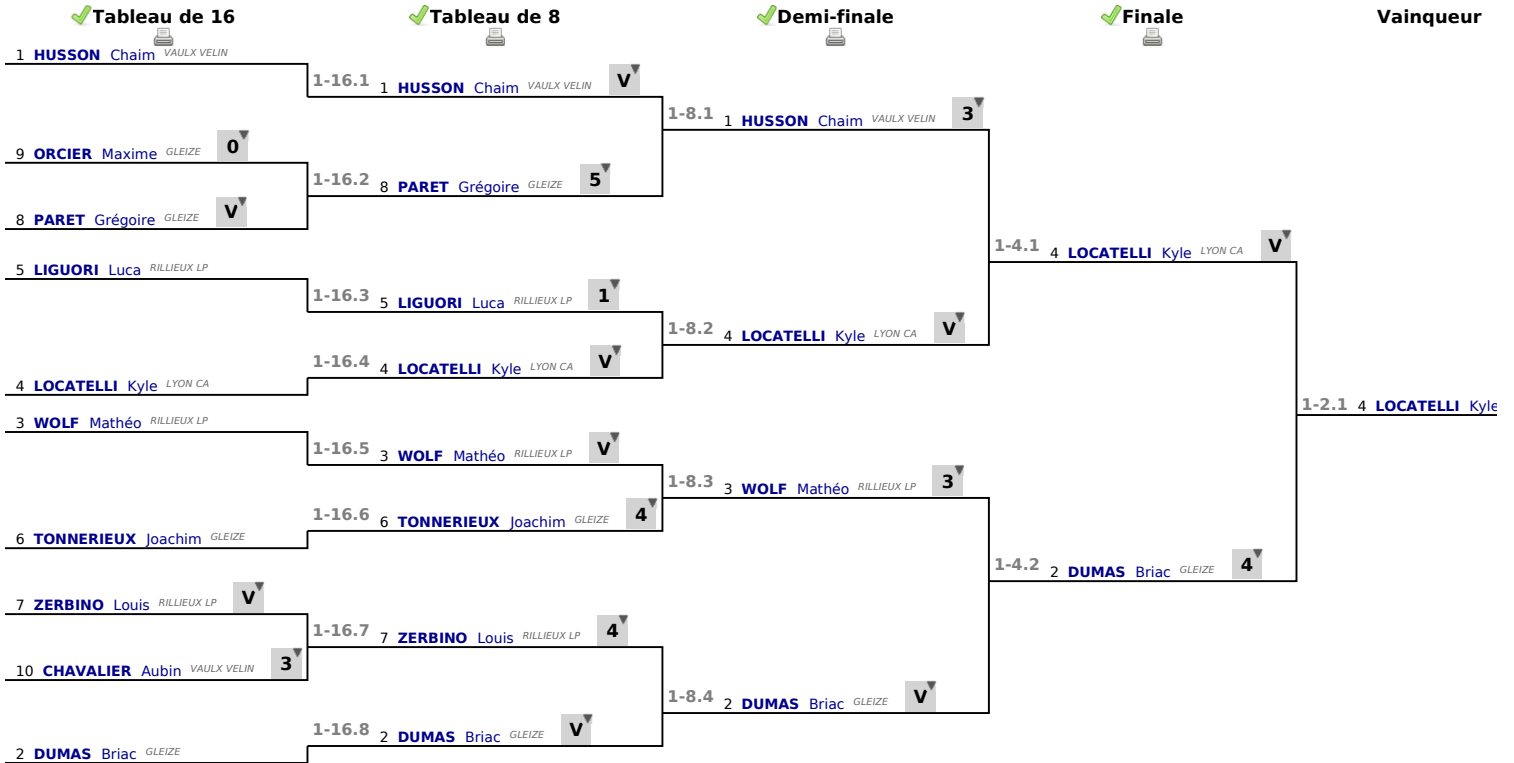 Tableau de 16 Tableau de 8 Demi-finale Finale Vainqueur
1 HUSSON Chaim VAULX VELIN
1-16.1 1 HUSSON Chaim VAULX VELIN V
1-8.1 1 HUSSON Chaim VAULX VELIN 3
9 ORCIER Maxime GLEIZE 0
1-16.2 8 PARET Grégoire GLEIZE 5
8 PARET Grégoire GLEIZE V
1-4.1 4 LOCATELLI Kyle LYON CA V
5 LIGUORI Luca RILLIEUX LP
1-16.3 5 LIGUORI Luca RILLIEUX LP 1
1-8.2 4 LOCATELLI Kyle LYON CA V
1-16.4 4 LOCATELLI Kyle LYON CA V
4 LOCATELLI Kyle LYON CA
1-2.1 4 LOCATELLI Kyle
3 WOLF Mathéo RILLIEUX LP
1-16.5 3 WOLF Mathéo RILLIEUX LP V
1-8.3 3 WOLF Mathéo RILLIEUX LP 3
1-16.6 6 TONNERIEUX Joachim GLEIZE 4
6 TONNERIEUX Joachim GLEIZE
1-4.2 2 DUMAS Briac GLEIZE 4
7 ZERBINO Louis RILLIEUX LP V
1-16.7 7 ZERBINO Louis RILLIEUX LP 4
10 CHAVALIER Aubin VAULX VELIN 3
1-8.4 2 DUMAS Briac GLEIZE V
1-16.8 2 DUMAS Briac GLEIZE V
2 DUMAS Briac GLEIZE